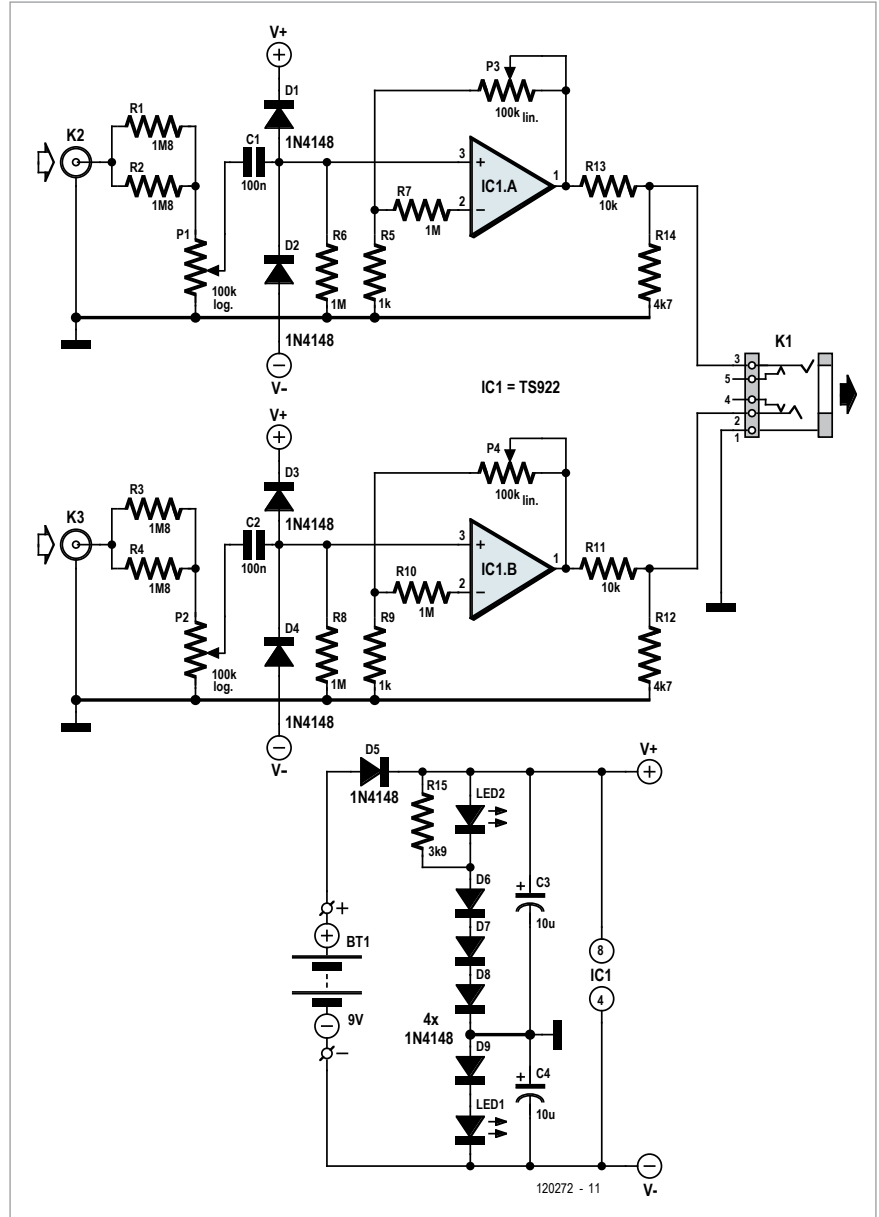 V+
+
D1
1N4148
P3
100k lin.
R1
1M8
K2
R2
1M8
C1
100n
3
+
IC1.A
1
R13
10k
R7
1M
2
−
P1
100k
log.
D2
R6
1M
R5
1k
R14
4k7
1N4148
−
V-
IC1 = TS922
K1
3
5
4
2
1
V+
+
D3
1N4148
P4
100k lin.
R3
1M8
K3
R4
1M8
C2
100n
3
+
IC1.B
1
R11
10k
R10
1M
2
−
P2
100k
log.
D4
R8
1M
R9
1k
R12
4k7
1N4148
−
V-
D5
1N4148
V+
+
R15
3k9
LED2
D6
C3
+
10u
D7
+
+
BT1
D8
8
IC1
4
−
9V
−
4x
1N4148
D9
C4
+
10u
LED1
−
V-
120272 - 11